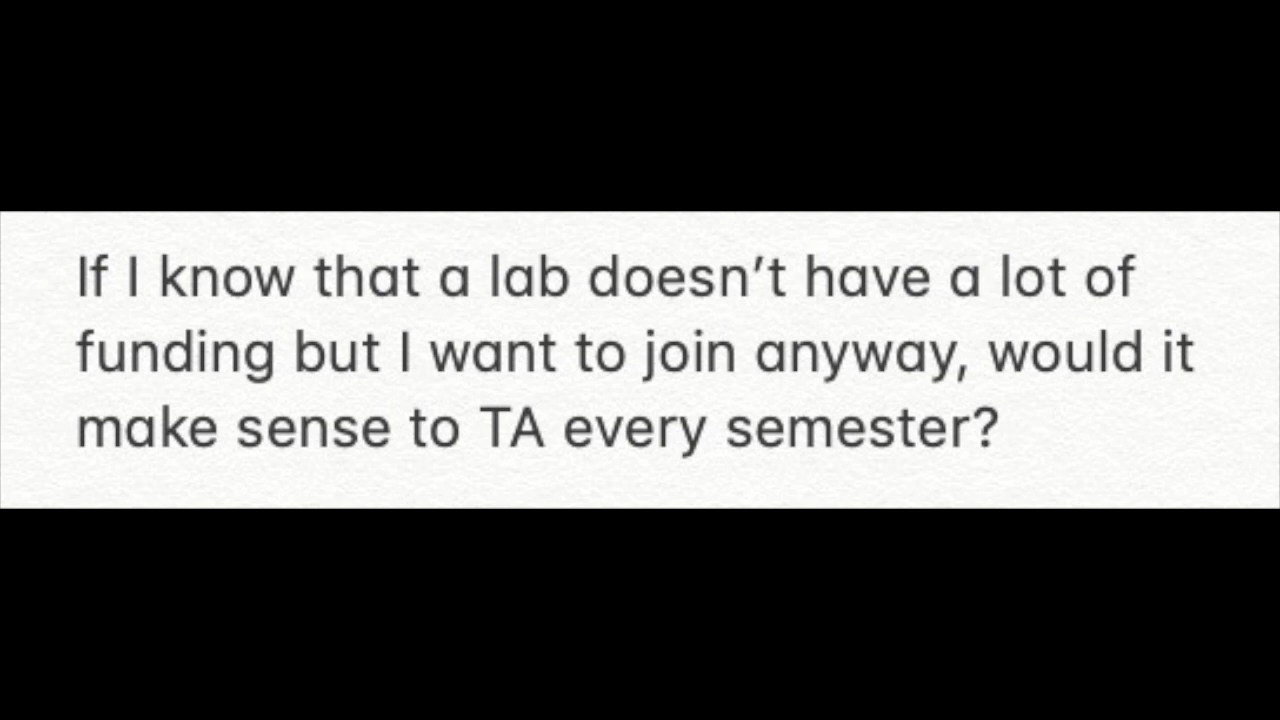 If I know that a lab doesn’t have a lot of
funding but I want to join anyway, would it
make sense to TA every semester?